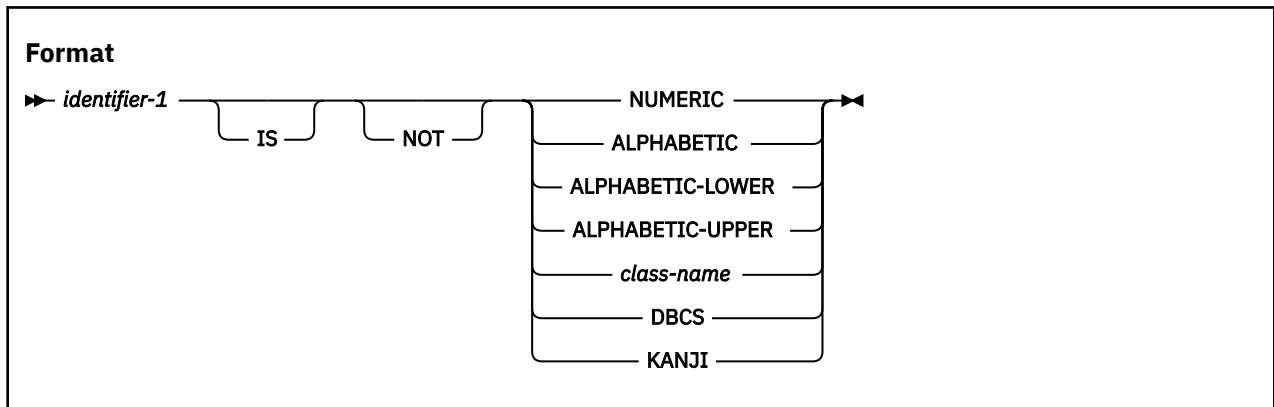 Format
identifier-1 NUMERIC
IS NOT ALPHABETIC
ALPHABETIC-LOWER
ALPHABETIC-UPPER
class-name
DBCS
KANJI